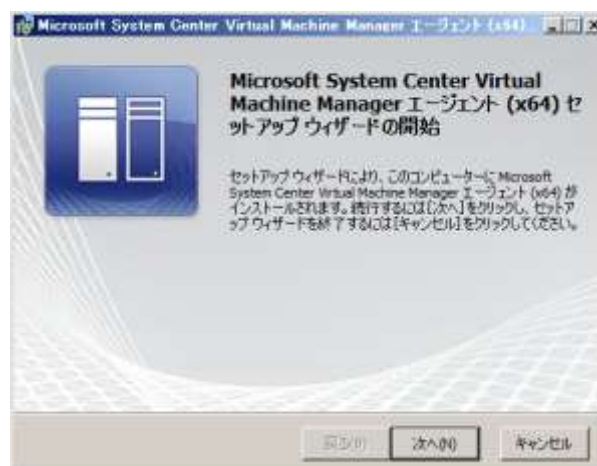 Microsoft System Center Virtual Machine Manager エージェント (x64)
Microsoft System Center Virtual
Machine Manager エージェント (x64) セ
ットアップ ウィザードの開始
セットアップ ウィザードにより、このコンピューターに Microsoft
System Center Virtual Machine Manager エージェント (x64) が
インストールされます。続行するには[次へ] をクリックし、セットア
ップ ウィザードを終了するには [キャンセル] をクリックしてください。
戻る(B)
次へ(N)
キャンセル